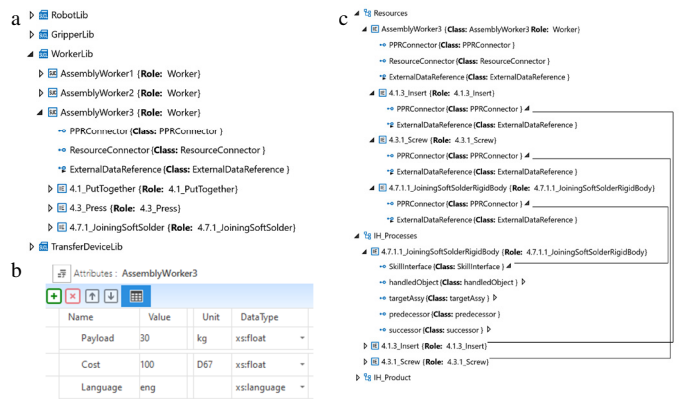 a
RobotLib
GripperLib
WorkerLib
AssemblyWorker1 {Role: Worker}
AssemblyWorker2 {Role: Worker}
AssemblyWorker3 {Role: Worker}
PPRConnector{Class: PPRConnector }
ResourceConnector{Class: ResourceConnector }
ExternalDataReference{Class: ExternalDataReference }
4.1_PutTogether {Role: 4.1_PutTogether}
4.3_Press {Role: 4.3_Press}
4.7.1_JoiningSoftSolder {Role: 4.7.1_JoiningSoftSolder}
TransferDeviceLib
b
Attributes : AssemblyWorker3
Name Value Unit DataType
Payload 30 kg xs:float
Cost 100 D67 xs:float
Language eng xs:language
c
Resources
AssemblyWorker3 {Class: AssemblyWorker3 Role: Worker}
PPRConnector{Class: PPRConnector }
ResourceConnector{Class: ResourceConnector }
ExternalDataReference{Class: ExternalDataReference }
4.1.3_Insert {Role: 4.1.3_Insert}
PPRConnector{Class: PPRConnector }
ExternalDataReference{Class: ExternalDataReference }
4.3.1_Screw {Role: 4.3.1_Screw}
PPRConnector{Class: PPRConnector }
ExternalDataReference{Class: ExternalDataReference }
4.7.1.1_JoiningSoftSolderRigidBody {Role: 4.7.1.1_JoiningSoftSolderRigidBody}
PPRConnector{Class: PPRConnector }
ExternalDataReference{Class: ExternalDataReference }
IH_Processes
4.7.1.1_JoiningSoftSolderRigidBody {Role: 4.7.1.1_JoiningSoftSolderRigidBody}
SkillInterface{Class: SkillInterface }
handledObject{Class: handledObject }
targetAssy{Class: targetAssy }
predecessor{Class: predecessor }
successor{Class: successor }
4.1.3_Insert {Role: 4.1.3_Insert}
4.3.1_Screw {Role: 4.3.1_Screw}
IH_Product